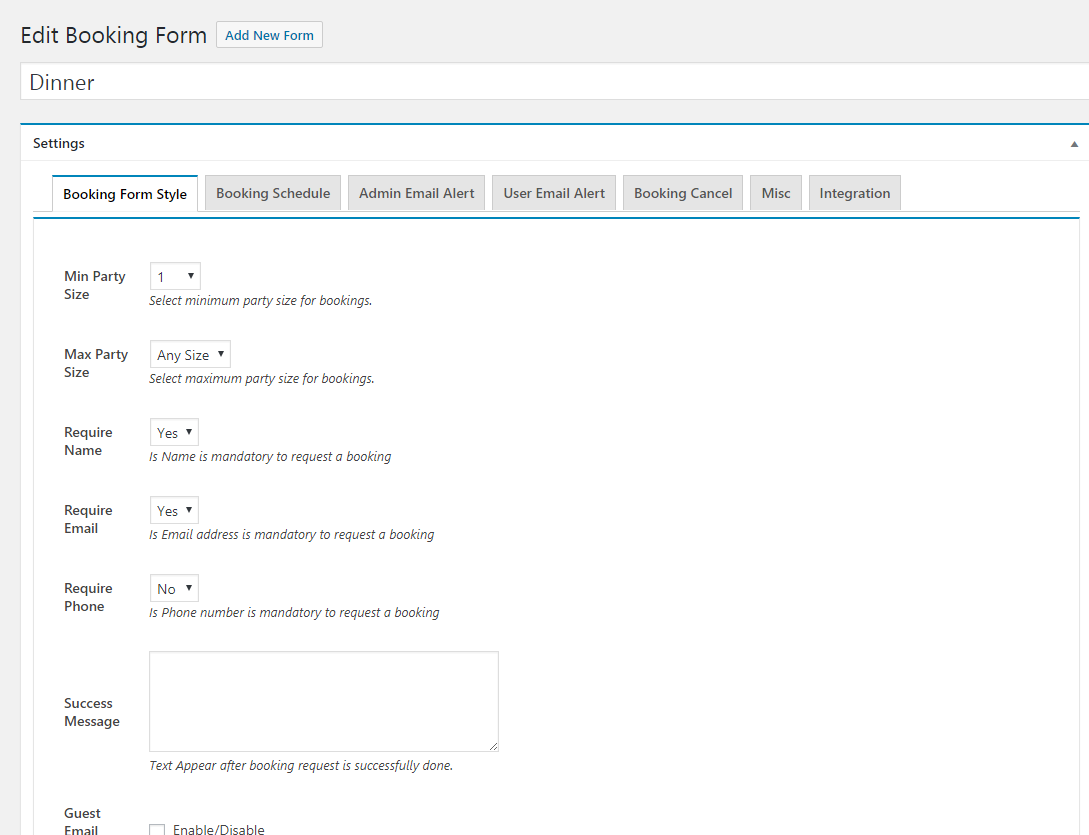 Edit Booking Form Add New Form
Dinner
Settings
Booking Form Style Booking Schedule Admin Email Alert User Email Alert Booking Cancel Misc Integration
Min Party
Size
1
Select minimum party size for bookings.
Max Party
Size
Any Size
Select maximum party size for bookings.
Require
Name
Yes
Is Name is mandatory to request a booking
Require
Email
Yes
Is Email address is mandatory to request a booking
Require
Phone
No
Is Phone number is mandatory to request a booking
Success
Message
Text Appear after booking request is successfully done.
Guest
Email
Enable/Disable